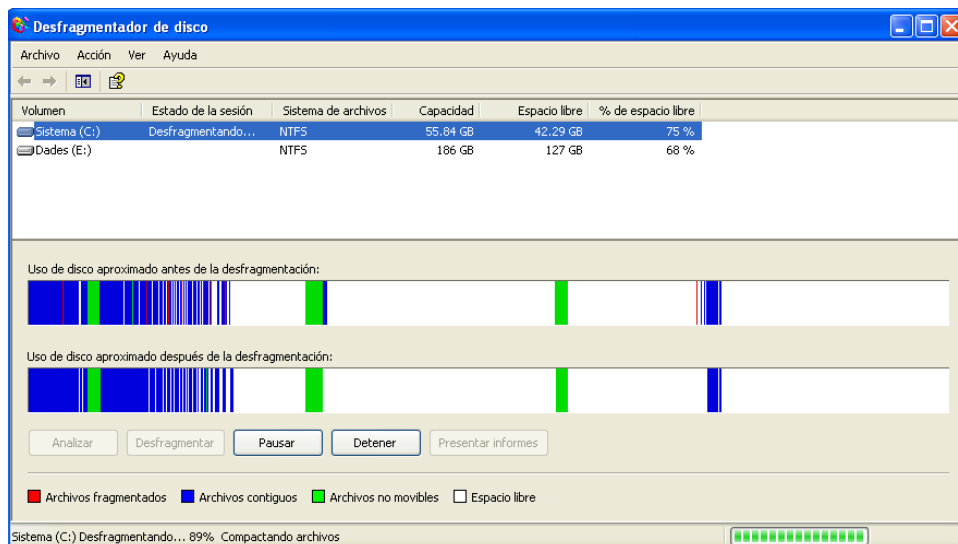 Desfragmentador de disco
Archivo Acción Ver Ayuda
Volumen Estado de la sesión Sistema de archivos Capacidad Espacio libre % de espacio libre
Sistema (C:) Desfragmentando... NTFS 55.84 GB 42.29 GB 75 %
Dades (E:) NTFS 186 GB 127 GB 68 %
Uso de disco aproximado antes de la desfragmentación:
Uso de disco aproximado después de la desfragmentación:
Analizar Desfragmentar Pausar Detener Presentar informes
Archivos fragmentados Archivos contiguos Archivos no movibles Espacio libre
Sistema (C:) Desfragmentando... 89% Compactando archivos